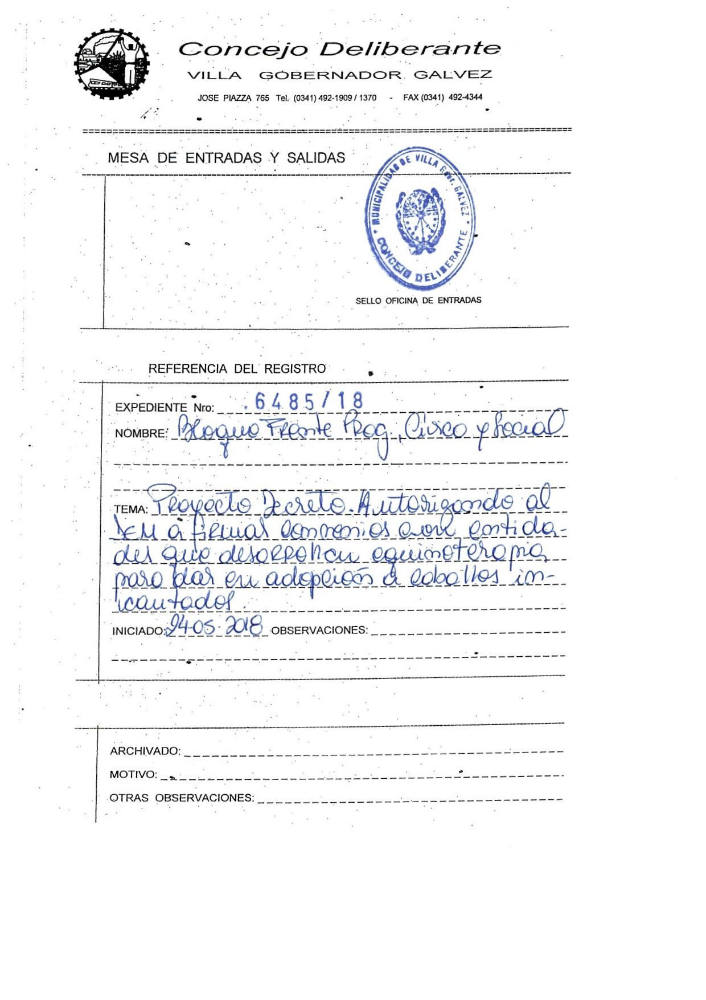 Concejo Deliberante
VILLA GOBERNADOR GALVEZ
JOSE PIAZZA 765 Tel. (0341) 492-1909 / 1370 - FAX (0341) 492-4344
MESA DE ENTRADAS Y SALIDAS
MUNICIPALIDAD DE VILLA Gdor. GALVEZ
CONCEJO DELIBERANTE
SELLO OFICINA DE ENTRADAS
REFERENCIA DEL REGISTRO
EXPEDIENTE Nro: 6485/18
NOMBRE: Bloque Frente Prog., Cívico y Social
TEMA: Proyecto Decreto. Autorizando al
DEM a firmar convenios con entida-
des que desarrollan equinoterapia
para dar en adopción a caballos in-
cautados.
INICIADO: 24-05-2018 OBSERVACIONES:
ARCHIVADO:
MOTIVO:
OTRAS OBSERVACIONES: